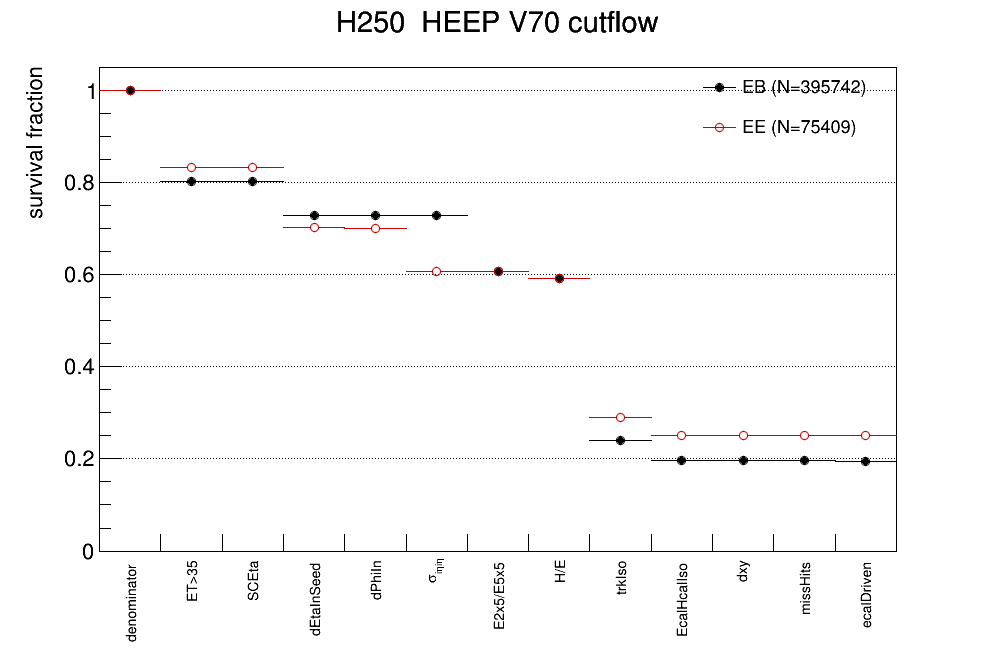 H250 HEEP V70 cutflow
survival fraction
1
0.8
0.6
0.4
0.2
0
EB (N=395742)
EE (N=75409)
denominator
ET>35
SCEta
dEtaInSeed
dPhiIn
σiηiη
E2x5/E5x5
H/E
trkIso
EcalHcalIso
dxy
missHits
ecalDriven